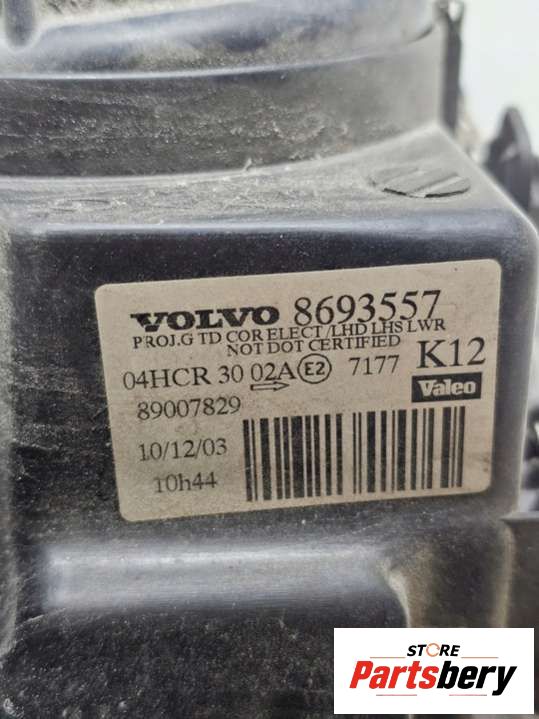 VOLVO 8693557
PROJ.G TD COR ELECT /LHD LHS LWR
NOT DOT CERTIFIED
04HCR 30 02A E2 7177 K12
89007829 Valeo
10/12/03
10h44
STORE
Partsbery